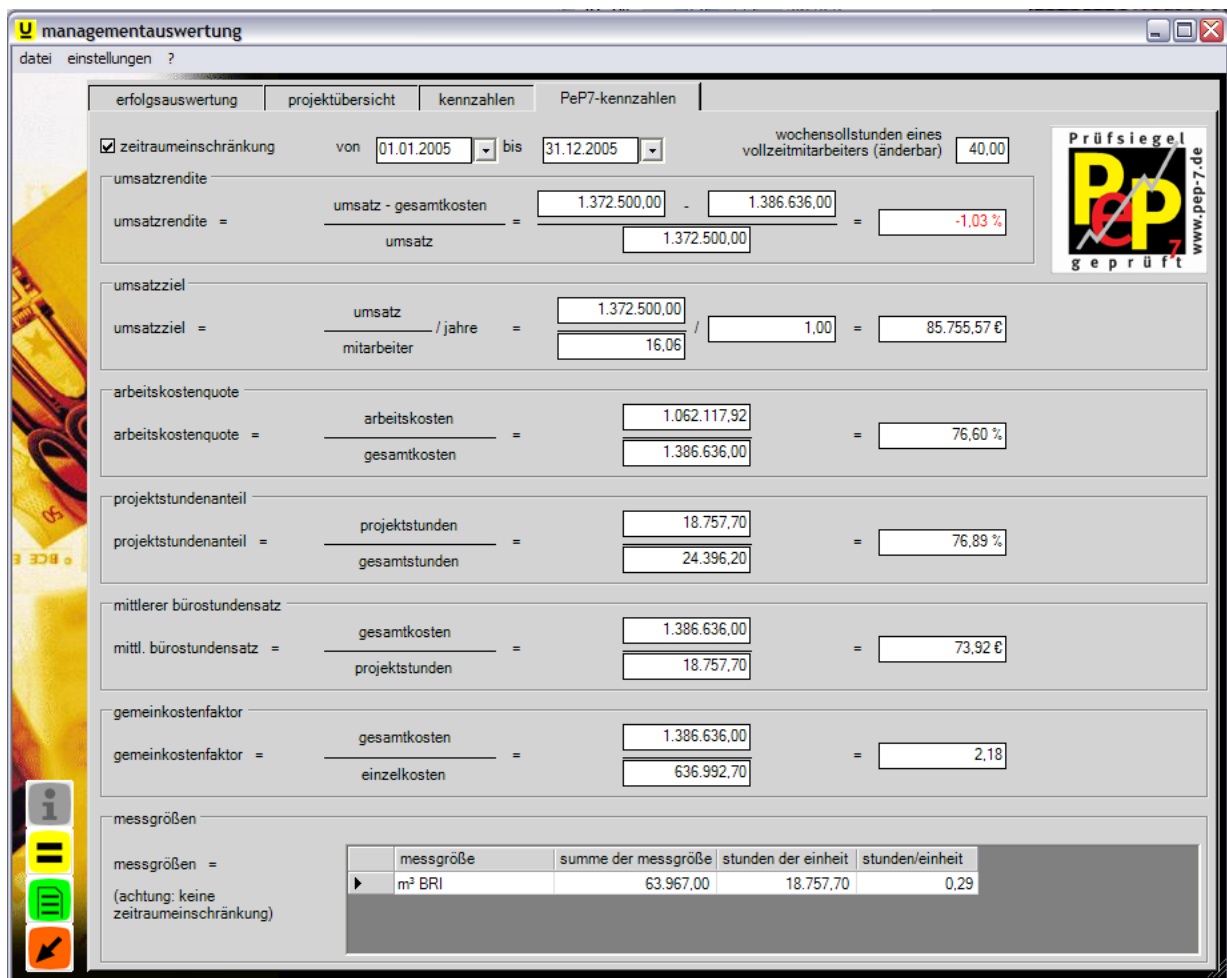 managementauswertung
datei einstellungen ?
erfolgsauswertung projektübersicht kennzahlen PeP7-kennzahlen
zeitraumeinschränkung von 01.01.2005 bis 31.12.2005 wochensollstunden eines vollzeitmitarbeiters (änderbar) 40,00
Prüfsiegel
PeP7
www.pep-7.de
geprüft
umsatzrendite
umsatz - gesamtkosten 1.372.500,00 - 1.386.636,00
umsatzrendite = = = -1,03 %
umsatz 1.372.500,00
umsatzziel
umsatz 1.372.500,00
umsatzziel = / jahre = / 1,00 = 85.755,57 €
mitarbeiter 16,06
arbeitskostenquote
arbeitskosten 1.062.117,92
arbeitskostenquote = = = 76,60 %
gesamtkosten 1.386.636,00
projektstundenanteil
projektstunden 18.757,70
projektstundenanteil = = = 76,89 %
gesamtstunden 24.396,20
mittlerer bürostundensatz
gesamtkosten 1.386.636,00
mittl. bürostundensatz = = = 73,92 €
projektstunden 18.757,70
gemeinkostenfaktor
gesamtkosten 1.386.636,00
gemeinkostenfaktor = = = 2,18
einzelkosten 636.992,70
messgrößen
messgrößen =
(achtung: keine
zeitraumeinschränkung)
messgröße summe der messgröße stunden der einheit stunden/einheit
m³ BRI 63.967,00 18.757,70 0,29
50
BCE E